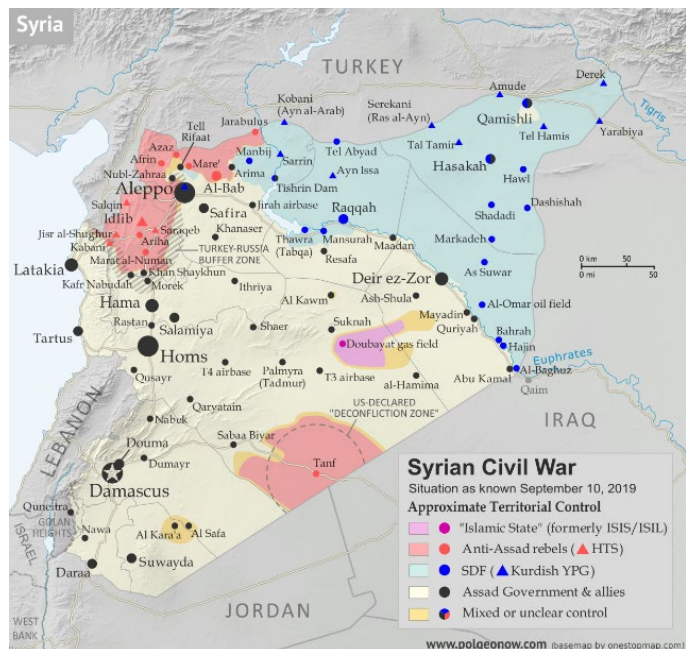 Syria
TURKEY
Derek
Amude
Kobani
(Ayn al-Arab)
Serekani
(Ras al-Ayn)
Qamishli
Tigris
Tell
Rifaat
Jarabulus
Azaz
Manbij
Tal Tamir
Tel Hamis
Yarabiya
Afrin
Mare'
Sarrin
Tel Abyad
Hasakah
Nubl-Zahraa
Arima
Ayn Issa
Hawl
Aleppo
Al-Bab
Tishrin Dam
Salqin
Safira
Jirah airbase
Raqqah
Shadadi
Dashishah
Idlib
Jisr al-Shurghur
Saraqeb
Khanaser
Thawra
(Tabqa)
Mansurah
Maadan
Markadeh
Kabani
Ariha
TURKEY-RUSSIA
BUFFER ZONE
Resafa
0 km
50
0 mi
50
Latakia
Marat al-Numan
Khan Shaykhun
Deir ez-Zor
As Suwar
Kafr Nabudah
Morek
Ithriya
Al Kawm
Ash-Shula
Hama
Al-Omar oil field
Rastan
Mayadin
Quriyah
Tartus
Salamiya
Shaer
Suknah
Bahrah
Homs
Doubayat gas field
Hajin
Euphrates
Qusayr
T4 airbase
Palmyra
(Tadmur)
T3 airbase
al-Hamima
Abu Kamal
Al-Baghuz
Qaim
LEBANON
Qaryatain
US-DECLARED
"DECONFLICTION ZONE"
IRAQ
Nabek
Douma
Sabaa Biyar
Dumayr
Tanf
Damascus
Quneitra
GOLAN
HEIGHTS
Al Kara'a
Al Safa
ISRAEL
Nawa
Daraa
Suwayda
WEST
BANK
JORDAN
Syrian Civil War
Situation as known September 10, 2019
Approximate Territorial Control
"Islamic State" (formerly ISIS/ISIL)
Anti-Assad rebels (▲ HTS)
SDF (▲ Kurdish YPG)
Assad Government & allies
Mixed or unclear control
www.polgeonow.com (basemap by onestopmap.com)